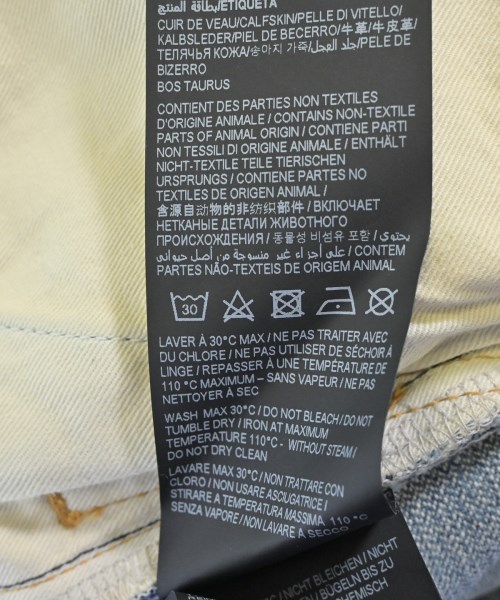 بطاقة المنتج/ETIQUETA
CUIR DE VEAU/CALFSKIN/PELLE DI VITELLO/
KALBSLEDER/PIEL DE BECERRO/牛革/牛皮革/
ТЕЛЯЧЬЯ КОЖА/송아지 가죽/جلد العجل/PELE DE
BIZERRO
BOS TAURUS
CONTIENT DES PARTIES NON TEXTILES
D'ORIGINE ANIMALE / CONTAINS NON-TEXTILE
PARTS OF ANIMAL ORIGIN / CONTIENE PARTI
NON TESSILI DI ORIGINE ANIMALE / ENTHÄLT
NICHT-TEXTILE TEILE TIERISCHEN
URSPRUNGS / CONTIENE PARTES NO
TEXTILES DE ORIGEN ANIMAL /
含源自动物的非纺织部件 / ВКЛЮЧАЕТ
НЕТКАНЫЕ ДЕТАЛИ ЖИВОТНОГО
ПРОИСХОЖДЕНИЯ / 동물성 비섬유 포함 / يحتوي
على أجزاء غير منسوجة من أصل حيواني / CONTEM
PARTES NÃO-TEXTEIS DE ORIGEM ANIMAL
30
LAVER À 30°C MAX / NE PAS TRAITER AVEC
DU CHLORE / NE PAS UTILISER DE SÉCHOIR À
LINGE / REPASSER À UNE TEMPÉRATURE DE
110 °C MAXIMUM – SANS VAPEUR / NE PAS
NETTOYER À SEC
WASH MAX 30°C / DO NOT BLEACH / DO NOT
TUMBLE DRY / IRON AT MAXIMUM
TEMPERATURE 110°C - WITHOUT STEAM /
DO NOT DRY CLEAN
LAVARE MAX 30°C / NON TRATTARE CON
CLORO / NON USARE ASCIUGATRICE /
STIRARE A TEMPERATURA MASSIMA 110 °C
SENZA VAPORE / NON LAVARE A SECCO
NICHT BLEICHEN / NICHT
BÜGELN BIS ZU